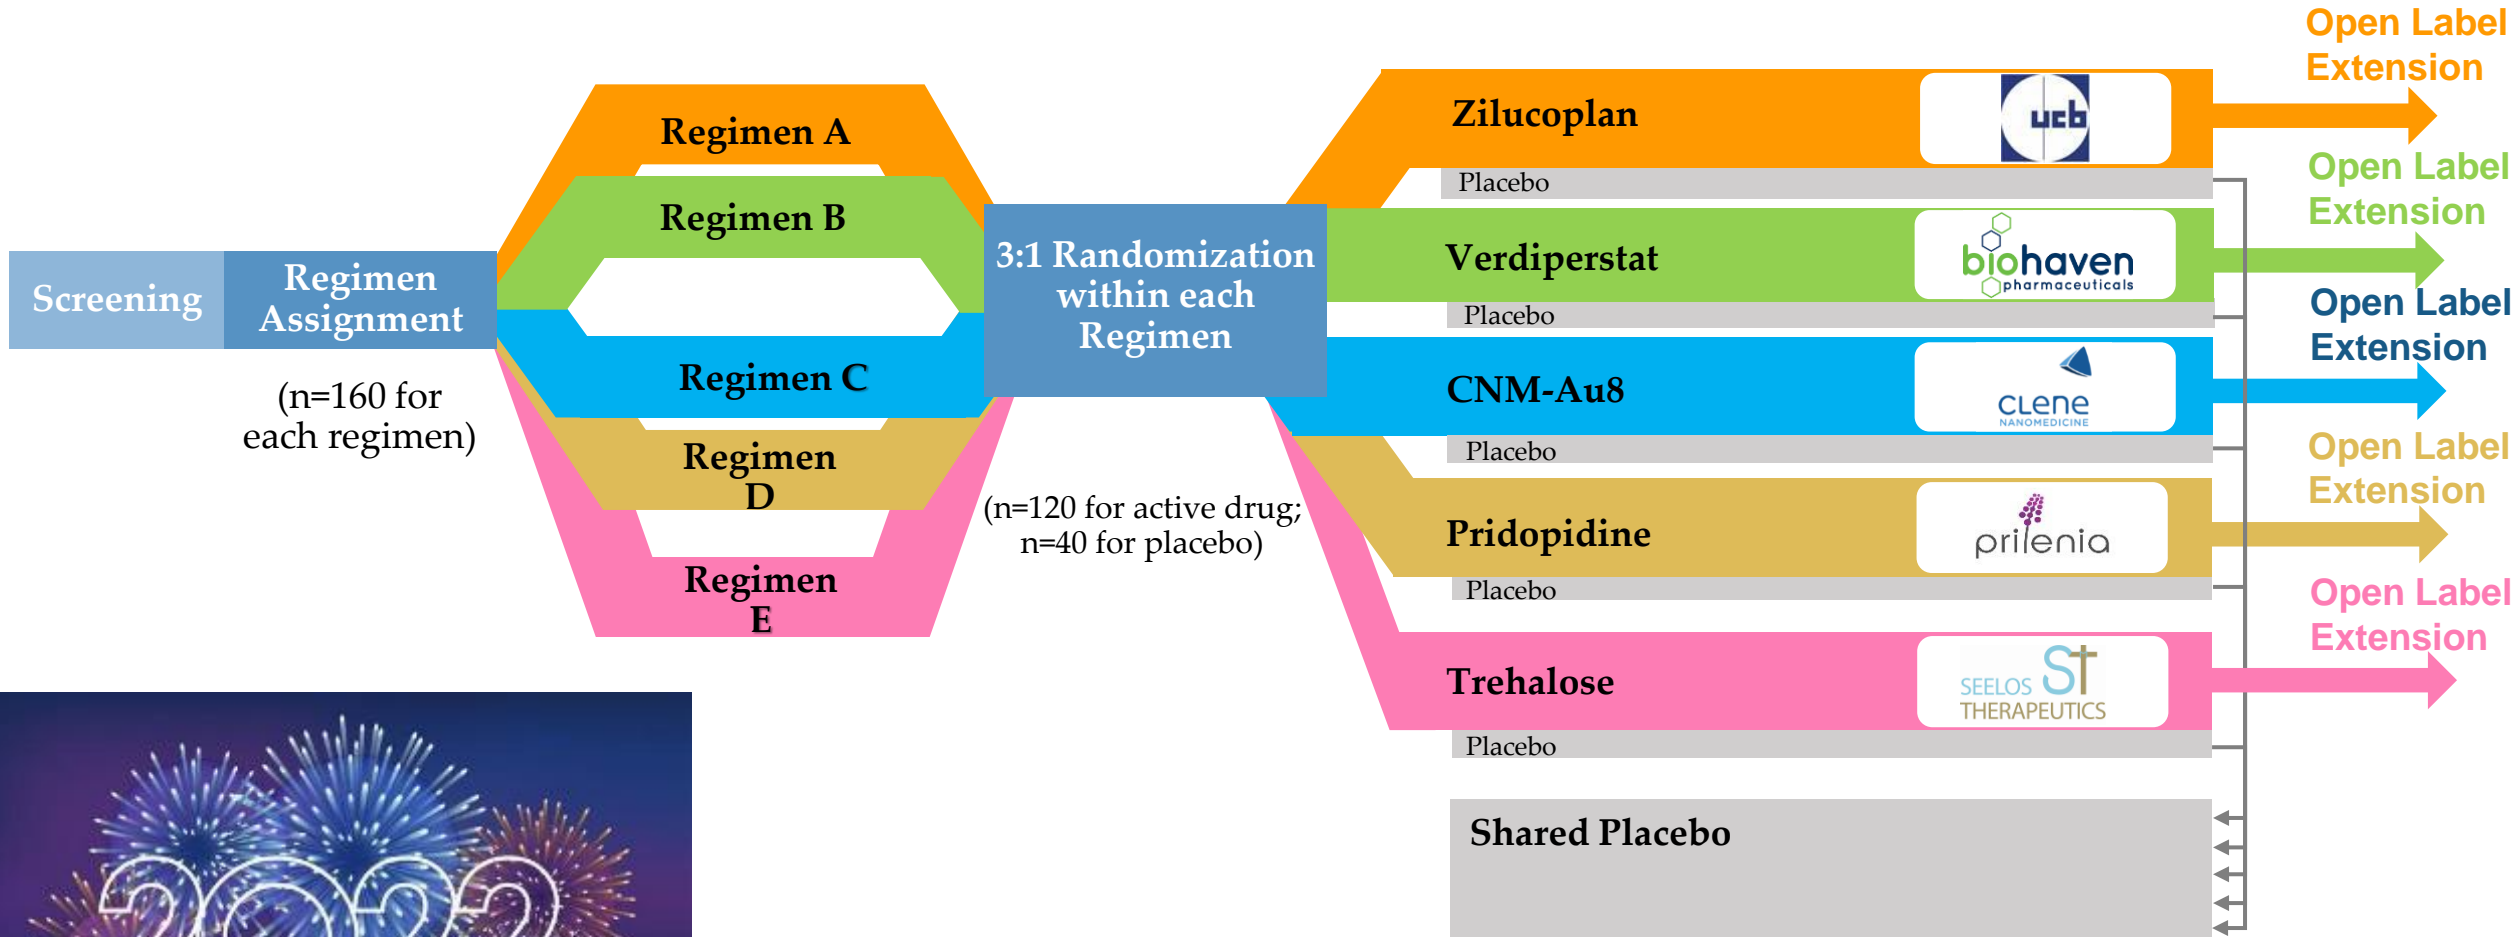 Screening
Regimen
Assignment
(n=160 for
each regimen)
Regimen A
Regimen B
Regimen C
Regimen
D
Regimen
E
3:1 Randomization
within each
Regimen
(n=120 for active drug;
n=40 for placebo)
Zilucoplan
ucb
Placebo
Open Label
Extension
Verdiperstat
biohaven
pharmaceuticals
Placebo
Open Label
Extension
CNM-Au8
CLENE
NANOMEDICINE
Placebo
Open Label
Extension
Pridopidine
prilenia
Placebo
Open Label
Extension
Trehalose
SEELOS ST
THERAPEUTICS
Placebo
Open Label
Extension
Shared Placebo
2022